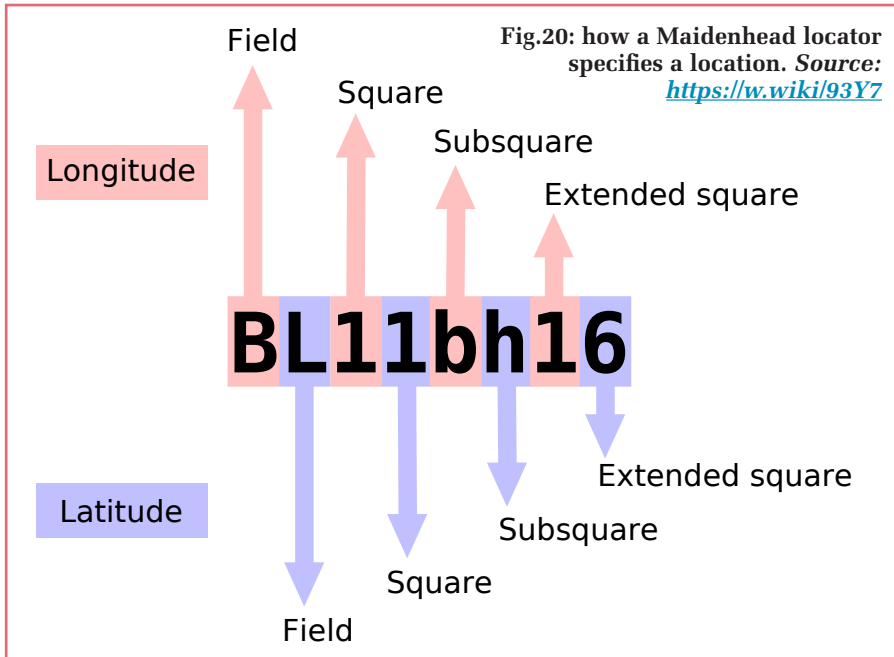 Fig.20: how a Maidenhead locator
specifies a location. Source:
https://w.wiki/93Y7
Field
Square
Subsquare
Longitude
Extended square
BL11bh16
Extended square
Latitude
Subsquare
Square
Field